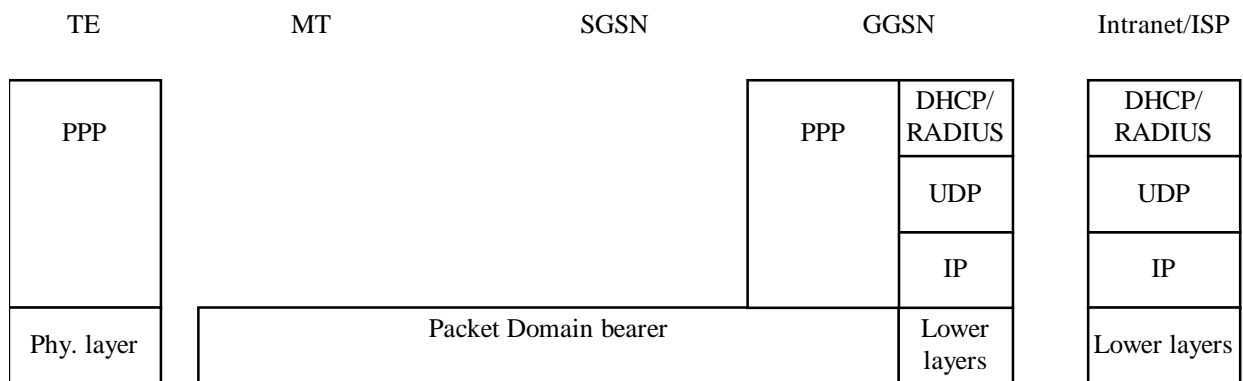 TE MT SGSN GGSN Intranet/ISP
PPP PPP DHCP/ DHCP/
RADIUS RADIUS
UDP UDP
IP IP
Phy. layer Packet Domain bearer Lower Lower layers
layers